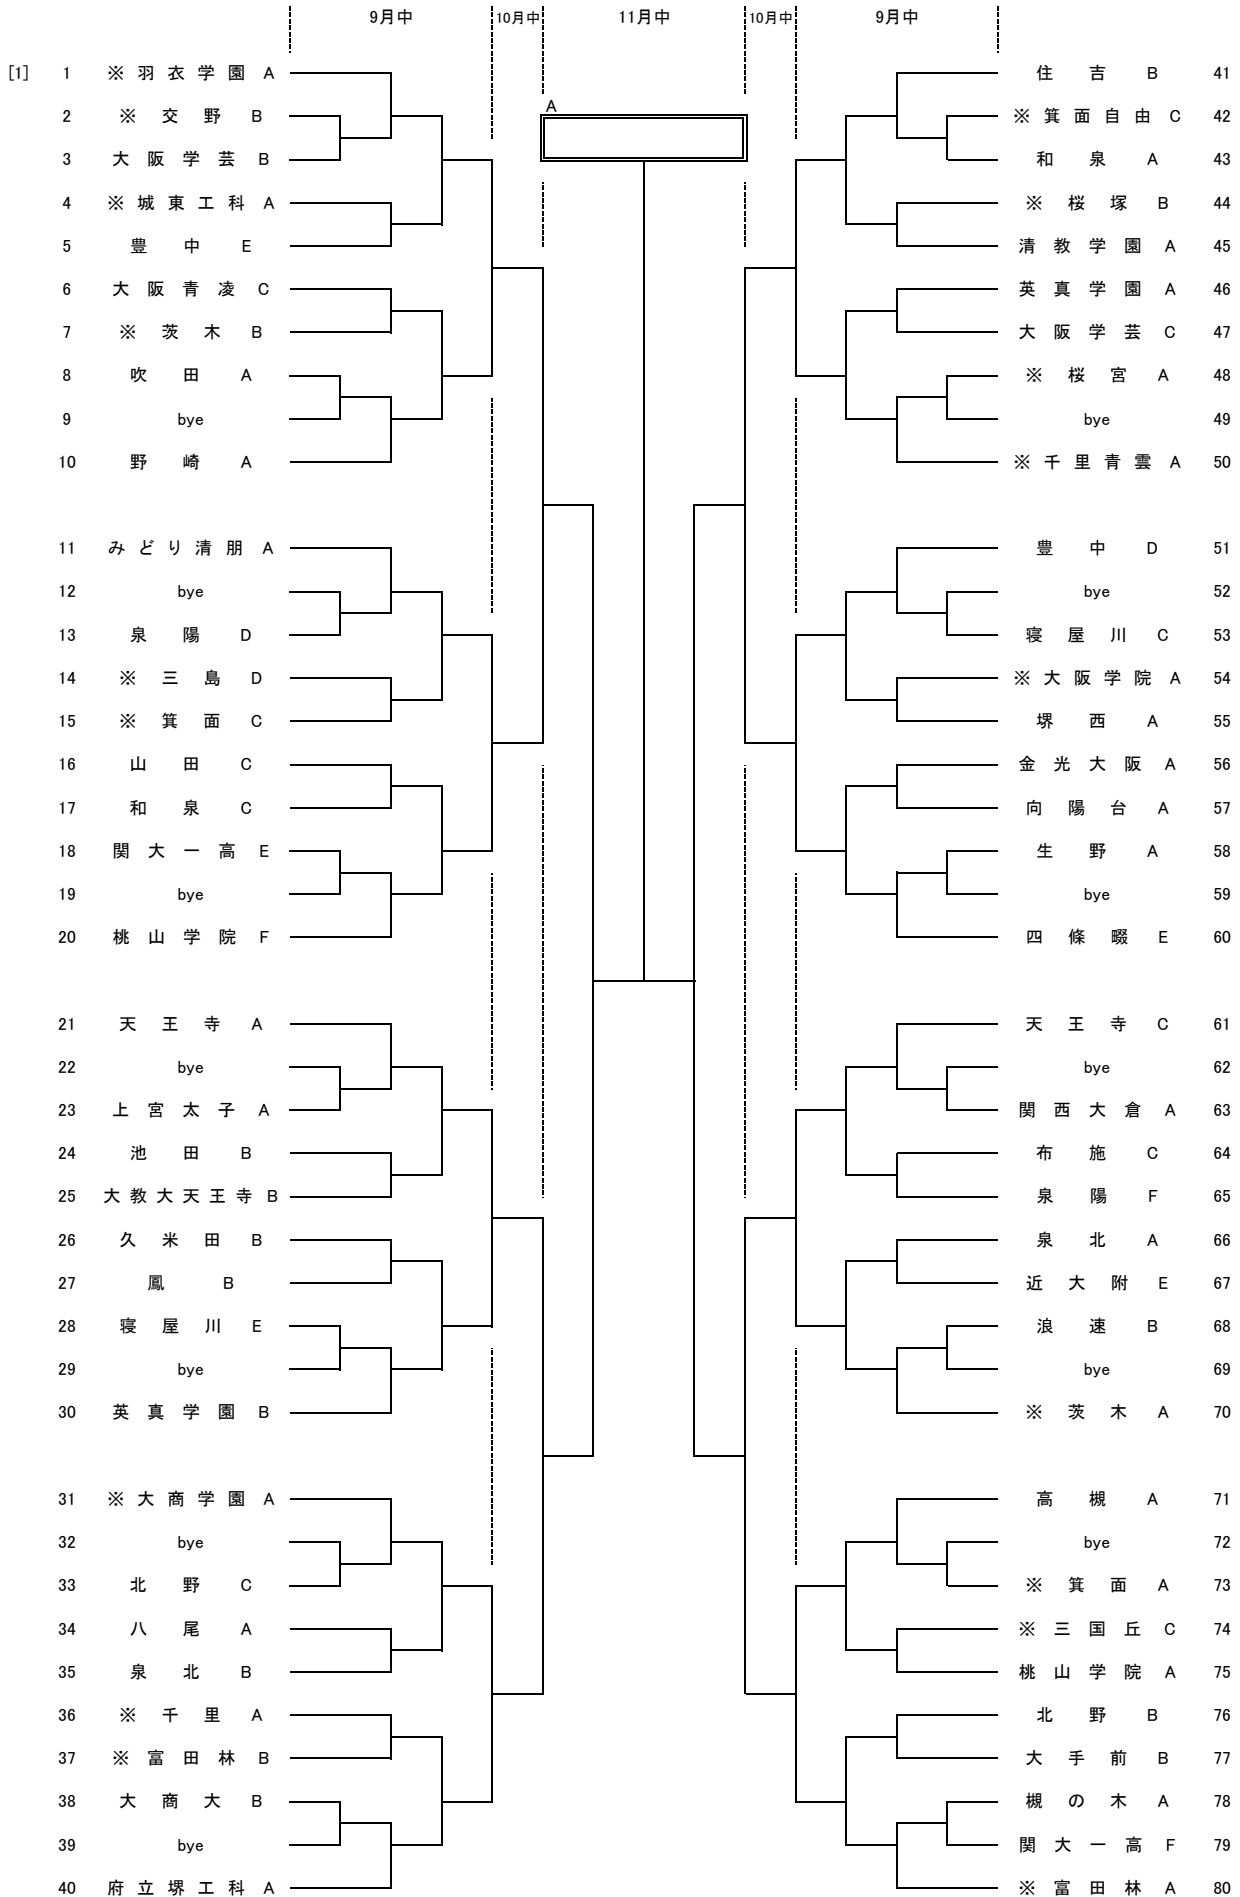 9月中 10月中 11月中 10月中 9月中
[1] 1 ※羽衣学園 A 住吉 B 41
A
2 ※交野 B ※箕面自由 C 42
3 大阪学芸 B 和泉 A 43
4 ※城東工科 A ※桜塚 B 44
5 豊中 E 清教学園 A 45
6 大阪青凌 C 英真学園 A 46
7 ※茨木 B 大阪学芸 C 47
8 吹田 A ※桜宮 A 48
9 bye bye 49
10 野崎 A ※千里青雲 A 50
11 みどり清朋 A 豊中 D 51
12 bye bye 52
13 泉陽 D 寝屋川 C 53
14 ※三島 D ※大阪学院 A 54
15 ※箕面 C 堺西 A 55
16 山田 C 金光大阪 A 56
17 和泉 C 向陽台 A 57
18 関大一高 E 生野 A 58
19 bye bye 59
20 桃山学院 F 四條畷 E 60
21 天王寺 A 天王寺 C 61
22 bye bye 62
23 上宮太子 A 関西大倉 A 63
24 池田 B 布施 C 64
25 大教大天王寺 B 泉陽 F 65
26 久米田 B 泉北 A 66
27 鳳 B 近大附 E 67
28 寝屋川 E 浪速 B 68
29 bye bye 69
30 英真学園 B ※茨木 A 70
31 ※大商学園 A 高槻 A 71
32 bye bye 72
33 北野 C ※箕面 A 73
34 八尾 A ※三国丘 C 74
35 泉北 B 桃山学院 A 75
36 ※千里 A 北野 B 76
37 ※富田林 B 大手前 B 77
38 大商大 B 槻の木 A 78
39 bye 関大一高 F 79
40 府立堺工科 A ※富田林 A 80